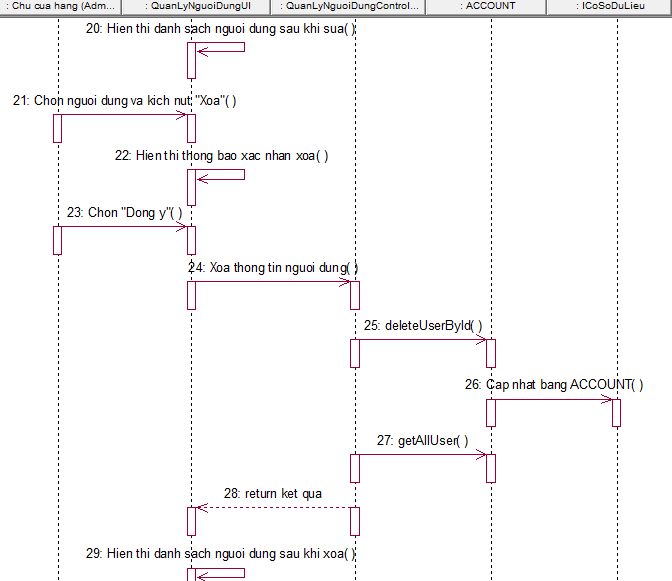 : Chu cua hang (Adm...
: QuanLyNguoiDungUI
: QuanLyNguoiDungControl...
: ACCOUNT
: ICoSoDuLieu
20: Hien thi danh sach nguoi dung sau khi sua( )
21: Chon nguoi dung va kich nut "Xoa"( )
22: Hien thi thong bao xac nhan xoa( )
23: Chon "Dong y"( )
24: Xoa thong tin nguoi dung( )
25: deleteUserById( )
26: Cap nhat bang ACCOUNT( )
27: getAllUser( )
28: return ket qua
29: Hien thi danh sach nguoi dung sau khi xoa( )